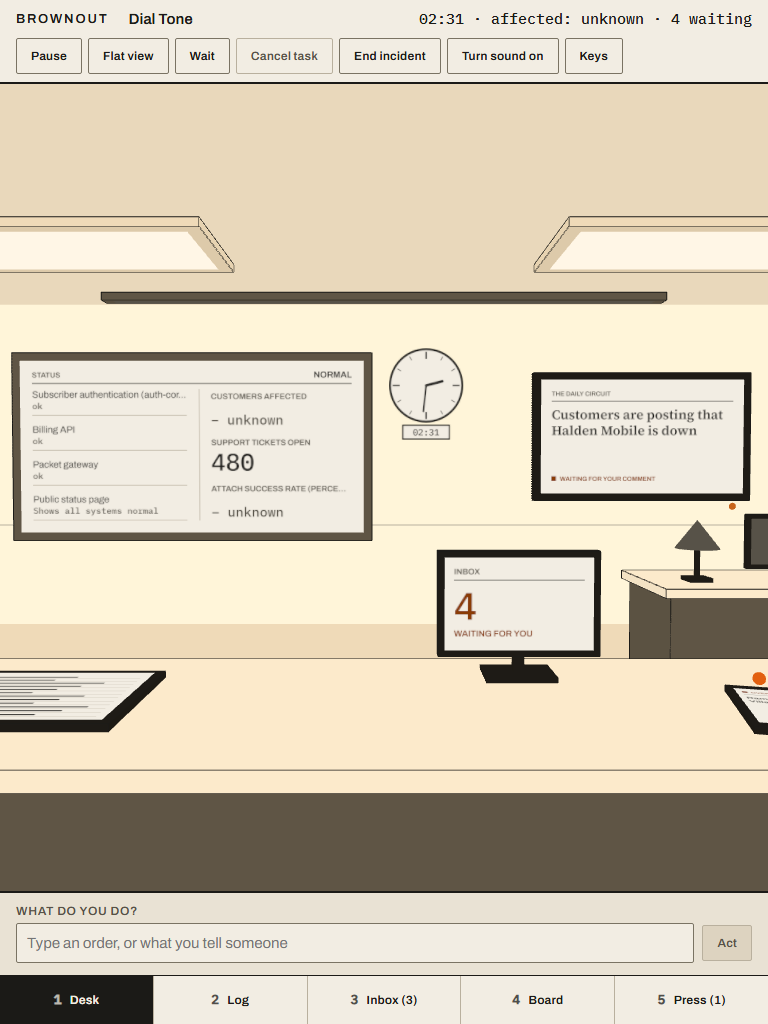 BROWNOUT Dial Tone 02:31 · affected: unknown · 4 waiting
Pause Flat view Wait Cancel task End incident Turn sound on Keys
STATUS NORMAL
Subscriber authentication (auth-cor...
ok
Billing API
ok
Packet gateway
ok
Public status page
Shows all systems normal
CUSTOMERS AFFECTED
— unknown
SUPPORT TICKETS OPEN
480
ATTACH SUCCESS RATE (PERCE...
— unknown
02:31
THE DAILY CIRCUIT
Customers are posting that
Halden Mobile is down
WAITING FOR YOUR COMMENT
INBOX
4
WAITING FOR YOU
WHAT DO YOU DO?
Type an order, or what you tell someone
Act
1 Desk 2 Log 3 Inbox (3) 4 Board 5 Press (1)